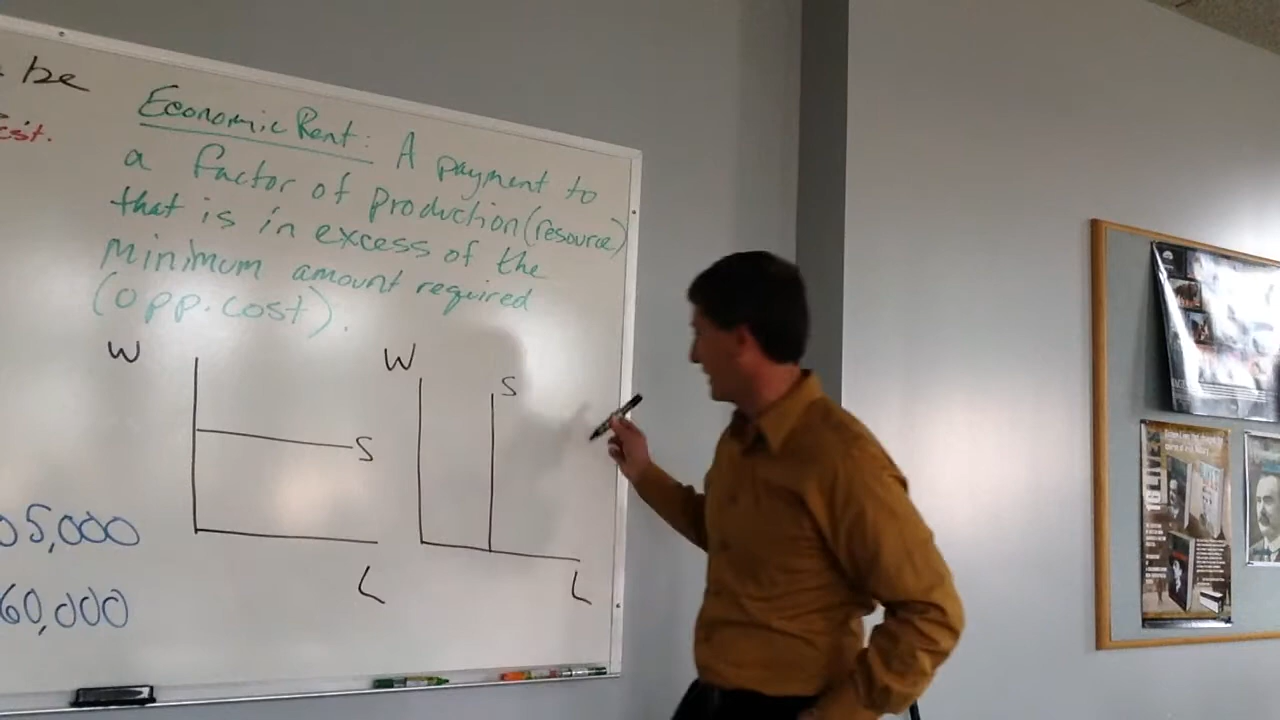 be
Economic Rent: A payment to
a factor of production (resource)
that is in excess of the
minimum amount required
(opp. cost).
W
S
L
W
S
L
05,000
60,000